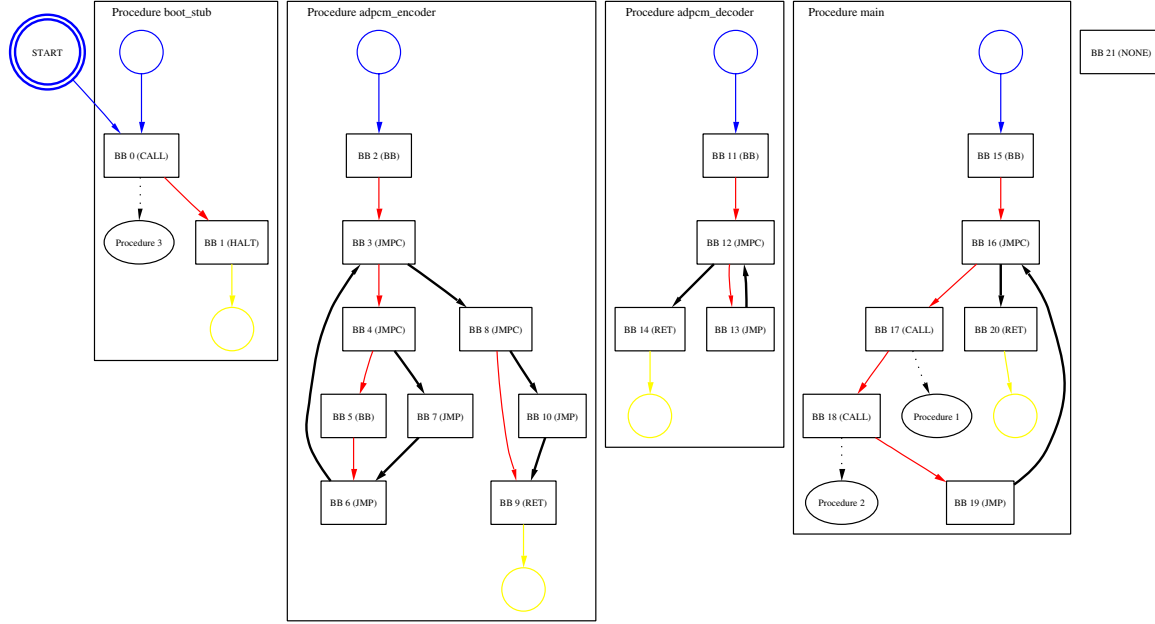 Procedure boot_stub
Procedure adpcm_encoder
Procedure adpcm_decoder
Procedure main
START
BB 21 (NONE)
BB 0 (CALL)
BB 2 (BB)
BB 11 (BB)
BB 15 (BB)
Procedure 3
BB 1 (HALT)
BB 3 (JMPC)
BB 12 (JMPC)
BB 16 (JMPC)
BB 4 (JMPC)
BB 8 (JMPC)
BB 14 (RET)
BB 13 (JMP)
BB 17 (CALL)
BB 20 (RET)
BB 5 (BB)
BB 7 (JMP)
BB 10 (JMP)
BB 18 (CALL)
Procedure 1
BB 6 (JMP)
BB 9 (RET)
Procedure 2
BB 19 (JMP)